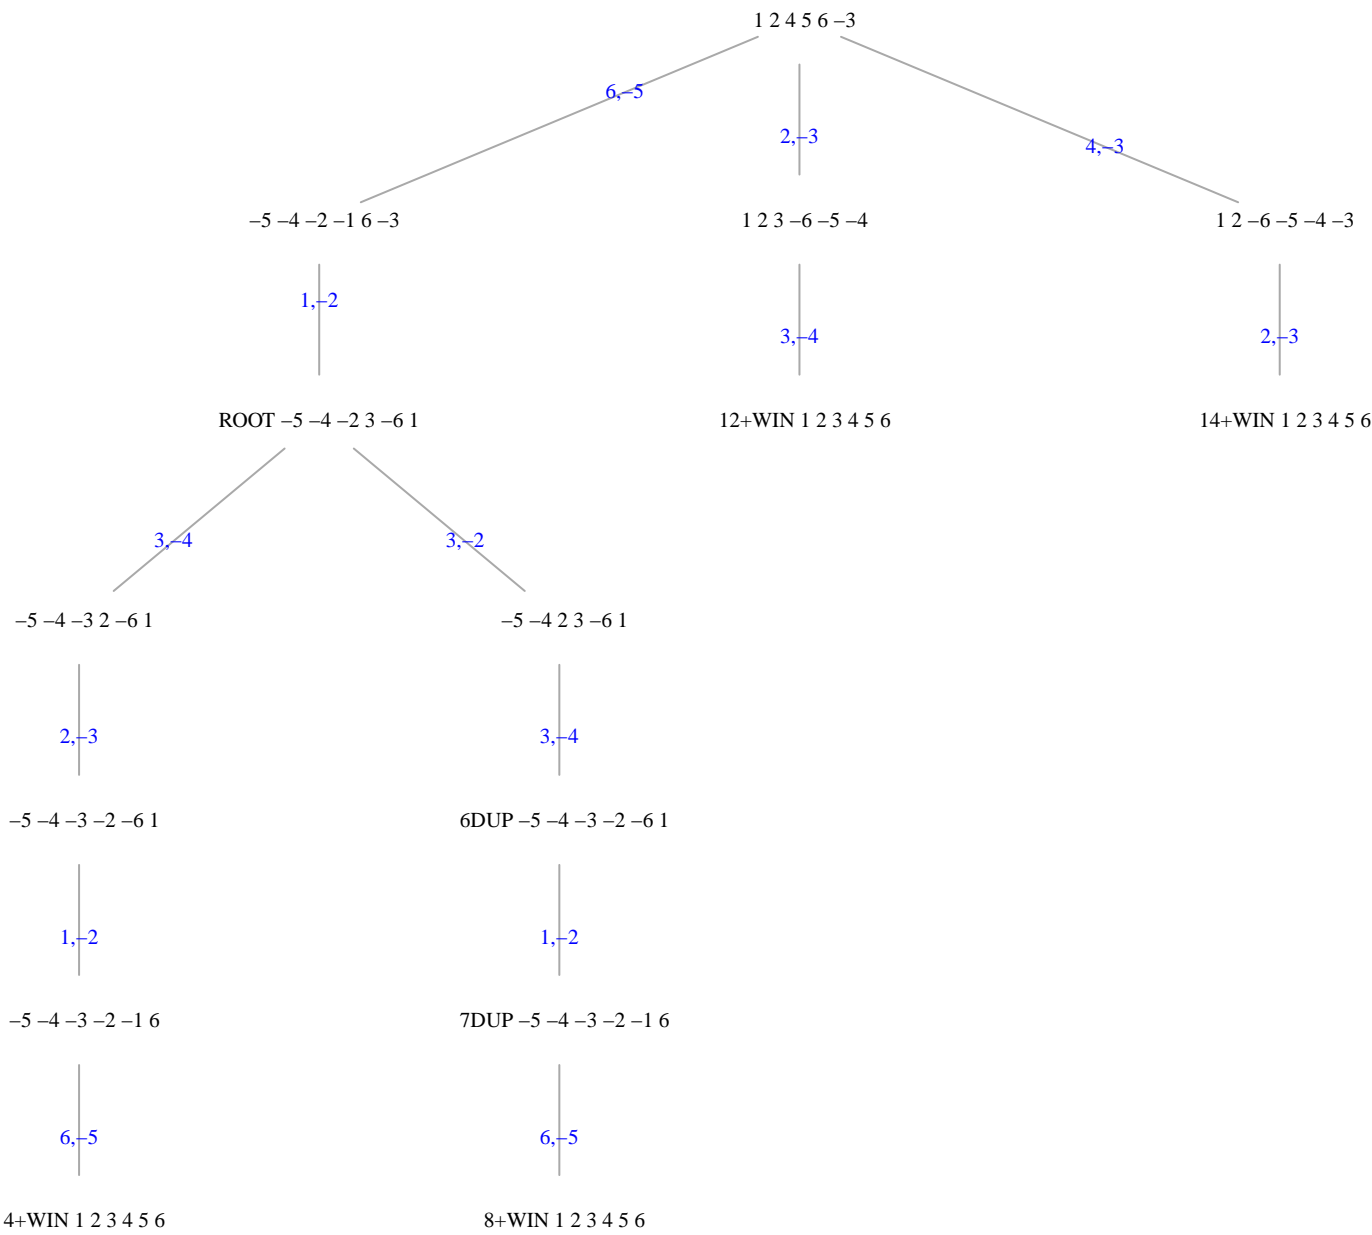 1 2 4 5 6 –3
6,–5
2,–3
4,–3
–5 –4 –2 –1 6 –3
1 2 3 –6 –5 –4
1 2 –6 –5 –4 –3
1,–2
3,–4
2,–3
ROOT –5 –4 –2 3 –6 1
12+WIN 1 2 3 4 5 6
14+WIN 1 2 3 4 5 6
3,–4
3,–2
–5 –4 –3 2 –6 1
–5 –4 2 3 –6 1
2,–3
3,–4
–5 –4 –3 –2 –6 1
6DUP –5 –4 –3 –2 –6 1
1,–2
1,–2
–5 –4 –3 –2 –1 6
7DUP –5 –4 –3 –2 –1 6
6,–5
6,–5
4+WIN 1 2 3 4 5 6
8+WIN 1 2 3 4 5 6